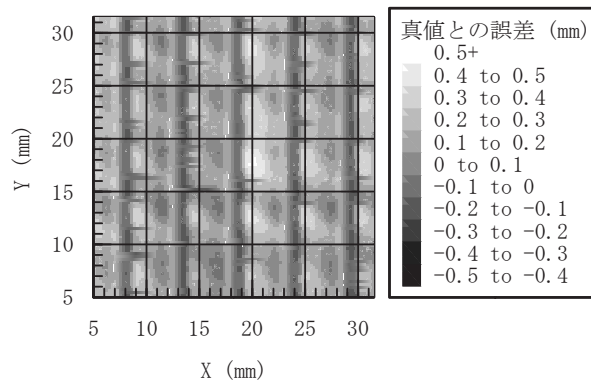 30
25
20
15
10
5
Y (mm)
5 10 15 20 25 30
X (mm)
真値との誤差 (mm)
0.5+
0.4 to 0.5
0.3 to 0.4
0.2 to 0.3
0.1 to 0.2
0 to 0.1
-0.1 to 0
-0.2 to -0.1
-0.3 to -0.2
-0.4 to -0.3
-0.5 to -0.4